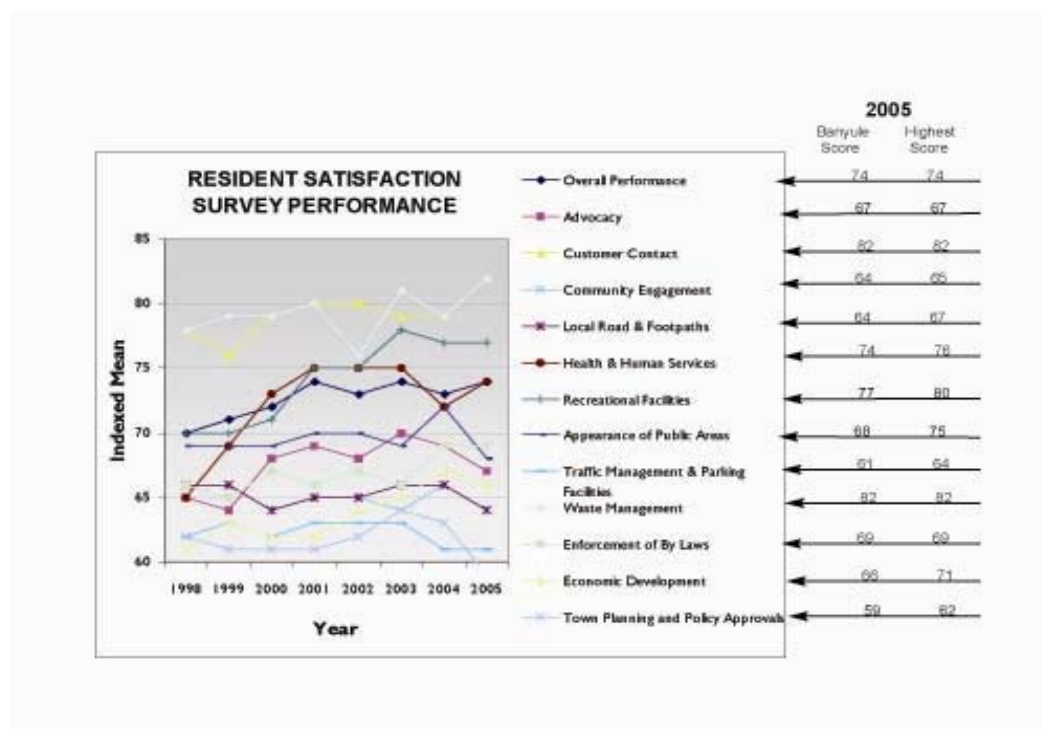 2005
Banyule Score Highest Score
RESIDENT SATISFACTION
SURVEY PERFORMANCE
Indexed Mean
85
80
75
70
65
60
1998 1999 2000 2001 2002 2003 2004 2005
Year
Overall Performance 74 74
Advocacy 67 67
Customer Contact 82 82
Community Engagement 64 65
Local Road & Footpaths 64 67
Health & Human Services 74 76
Recreational Facilities 77 80
Appearance of Public Areas 68 75
Traffic Management & Parking 61 64
Facilities
Waste Management 82 82
Enforcement of By Laws 69 69
Economic Development 66 71
Town Planning and Policy Approvals 59 62